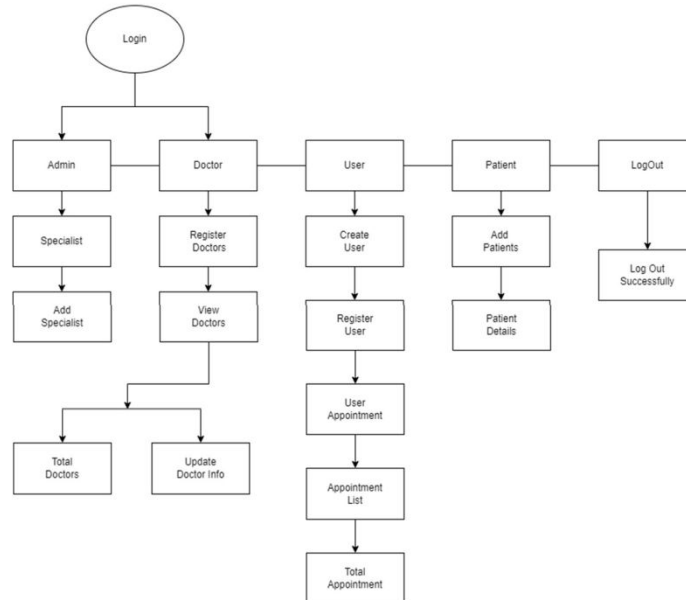 Login
Admin
Doctor
User
Patient
LogOut
Specialist
Register
Doctors
Create
User
Add
Patients
Log Out
Successfully
Add
Specialist
View
Doctors
Register
User
Patient
Details
User
Appointment
Total
Doctors
Update
Doctor Info
Appointment
List
Total
Appointment